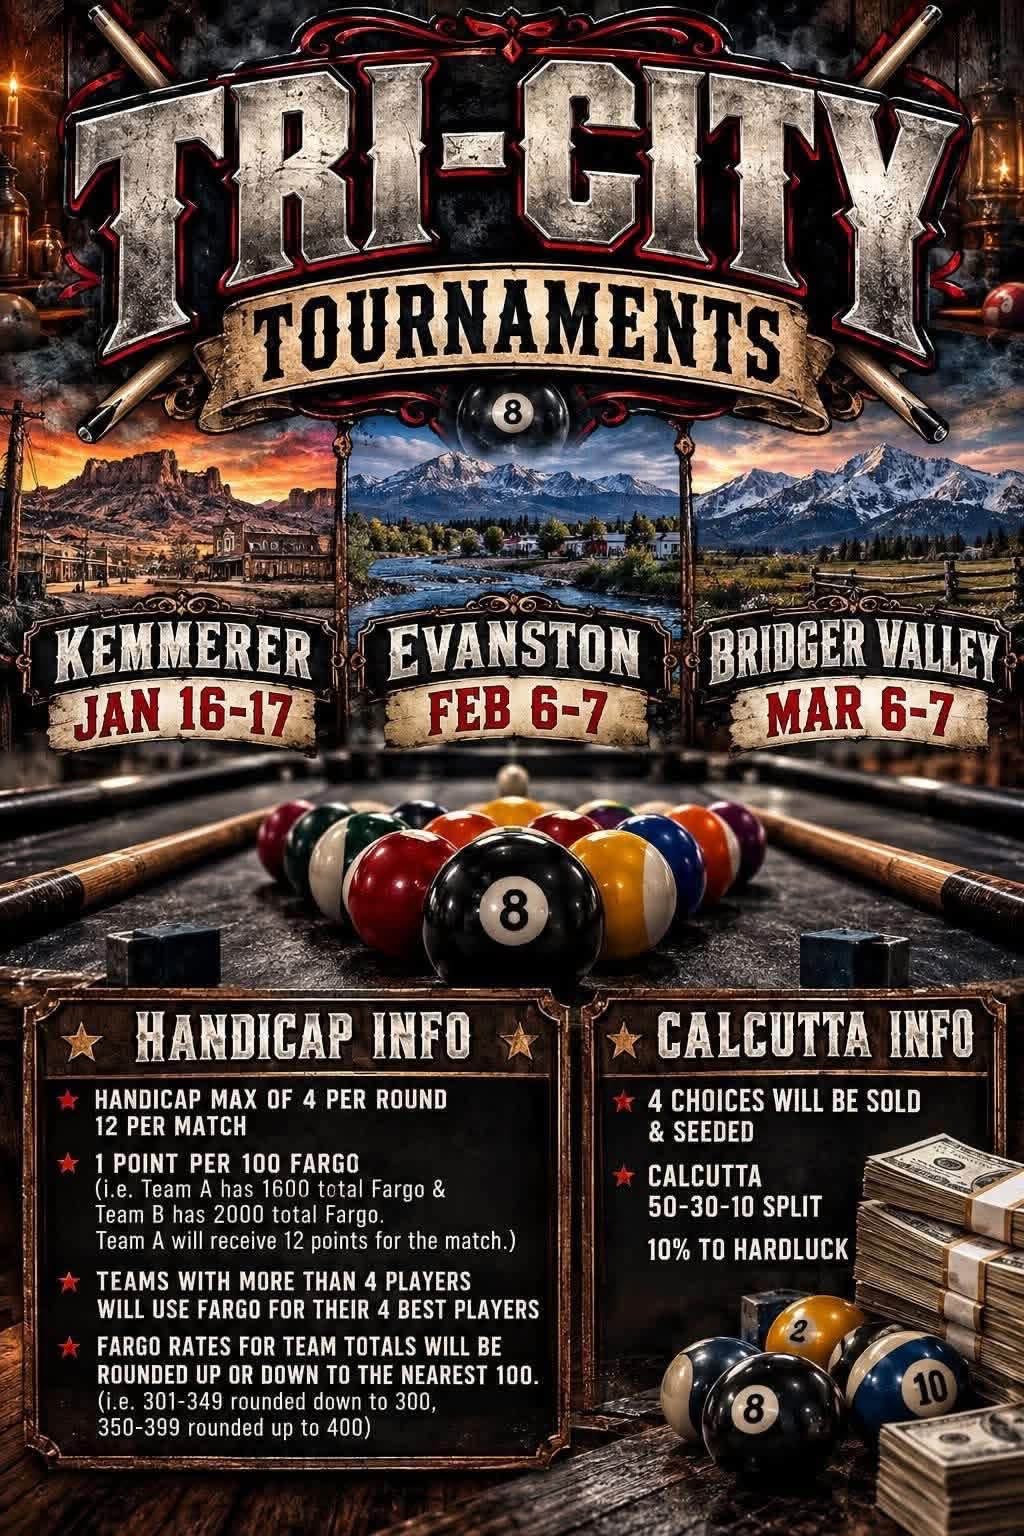 TRI-CITY
TOURNAMENTS
8
KEMMERER
JAN 16-17
EVANSTON
FEB 6-7
BRIDGER VALLEY
MAR 6-7
8
HANDICAP INFO
HANDICAP MAX OF 4 PER ROUND
12 PER MATCH
1 POINT PER 100 FARGO
(i.e. Team A has 1600 total Fargo &
Team B has 2000 total Fargo.
Team A will receive 12 points for the match.)
TEAMS WITH MORE THAN 4 PLAYERS
WILL USE FARGO FOR THEIR 4 BEST PLAYERS
FARGO RATES FOR TEAM TOTALS WILL BE
ROUNDED UP OR DOWN TO THE NEAREST 100.
(i.e. 301-349 rounded down to 300,
350-399 rounded up to 400)
CALCUTTA INFO
4 CHOICES WILL BE SOLD
& SEEDED
CALCUTTA
50-30-10 SPLIT
10% TO HARDLUCK
2
8
10